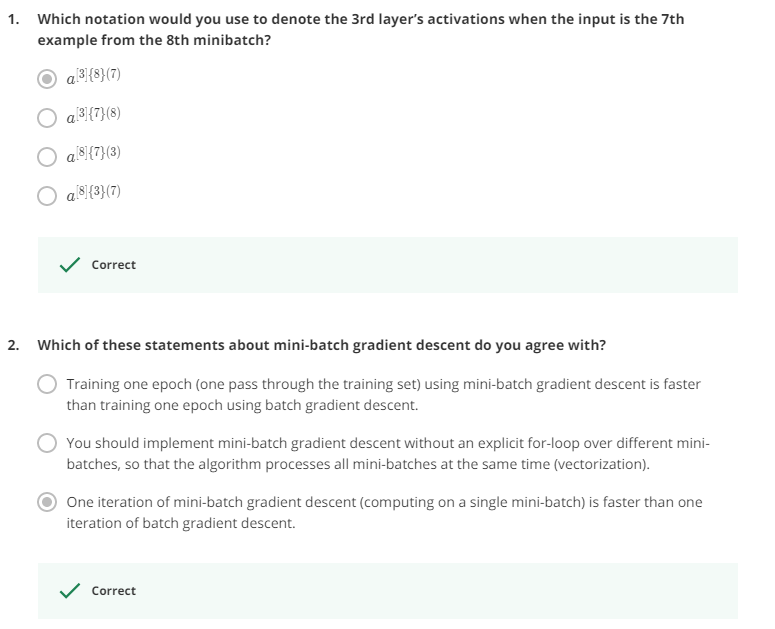 1. Which notation would you use to denote the 3rd layer’s activations when the input is the 7th
example from the 8th minibatch?
a[3]{8}(7)
a[3]{7}(8)
a[8]{7}(3)
a[8]{3}(7)
Correct
2. Which of these statements about mini-batch gradient descent do you agree with?
Training one epoch (one pass through the training set) using mini-batch gradient descent is faster
than training one epoch using batch gradient descent.
You should implement mini-batch gradient descent without an explicit for-loop over different mini-
batches, so that the algorithm processes all mini-batches at the same time (vectorization).
One iteration of mini-batch gradient descent (computing on a single mini-batch) is faster than one
iteration of batch gradient descent.
Correct